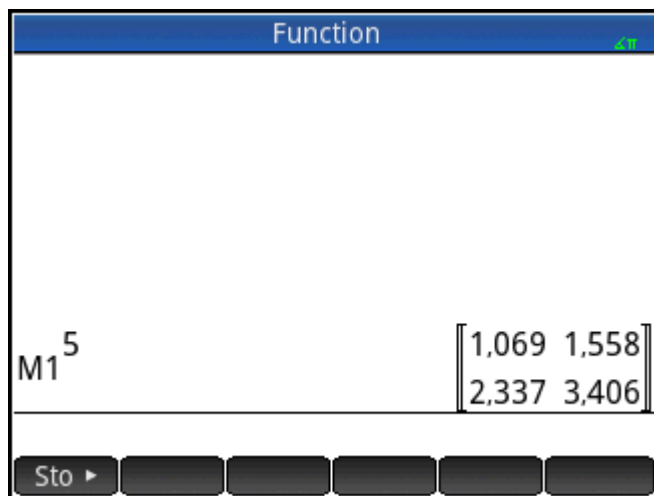 Function
∡π
M1^5
[1,069 1,558]
[2,337 3,406]
Sto ►